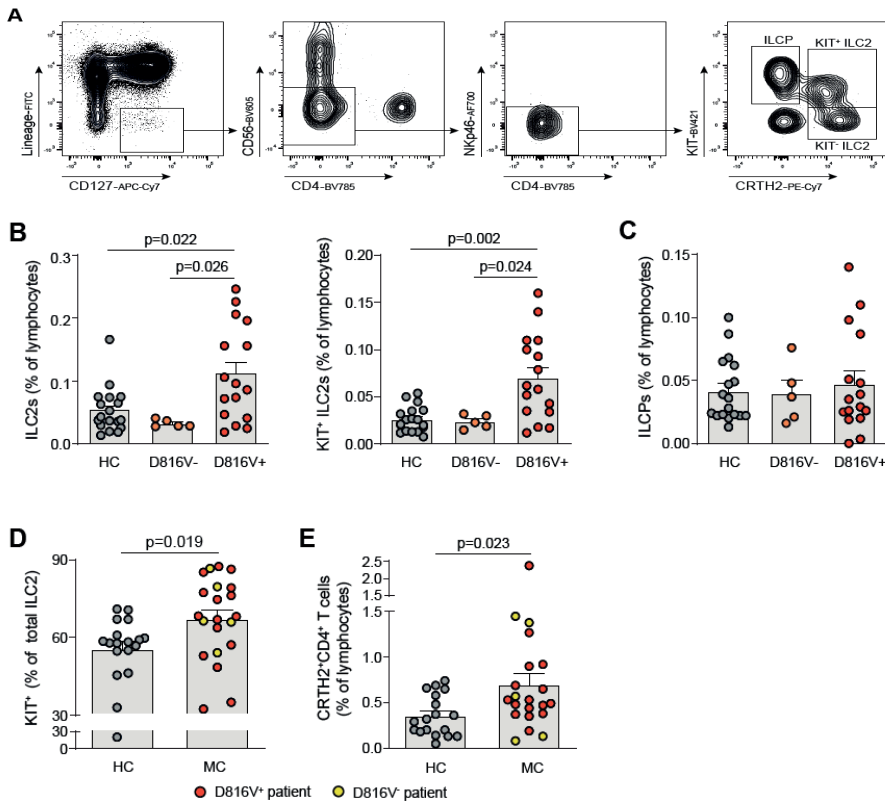 A
Lineage-FITC
CD127-APC-Cy7
CD56-BV605
CD4-BV785
NKp46-AF700
CD4-BV785
KIT-BV421
CRTH2-PE-Cy7
ILCP
KIT⁺ ILC2
KIT⁻ ILC2
B
ILC2s (% of lymphocytes)
0.3
0.2
0.1
0.0
p=0.022
p=0.026
HC
D816V-
D816V+
KIT⁺ ILC2s (% of lymphocytes)
0.20
0.15
0.10
0.05
0.00
p=0.002
p=0.024
HC
D816V-
D816V+
C
ILCPs (% of lymphocytes)
0.15
0.10
0.05
0.00
HC
D816V-
D816V+
D
KIT⁺ (% of total ILC2)
90
60
30
30
0
p=0.019
HC
MC
E
CRTH2⁺CD4⁺ T cells
(% of lymphocytes)
2.5
2.0
1.5
1.5
1.0
0.5
0.0
p=0.023
HC
MC
D816V⁺ patient
D816V⁻ patient